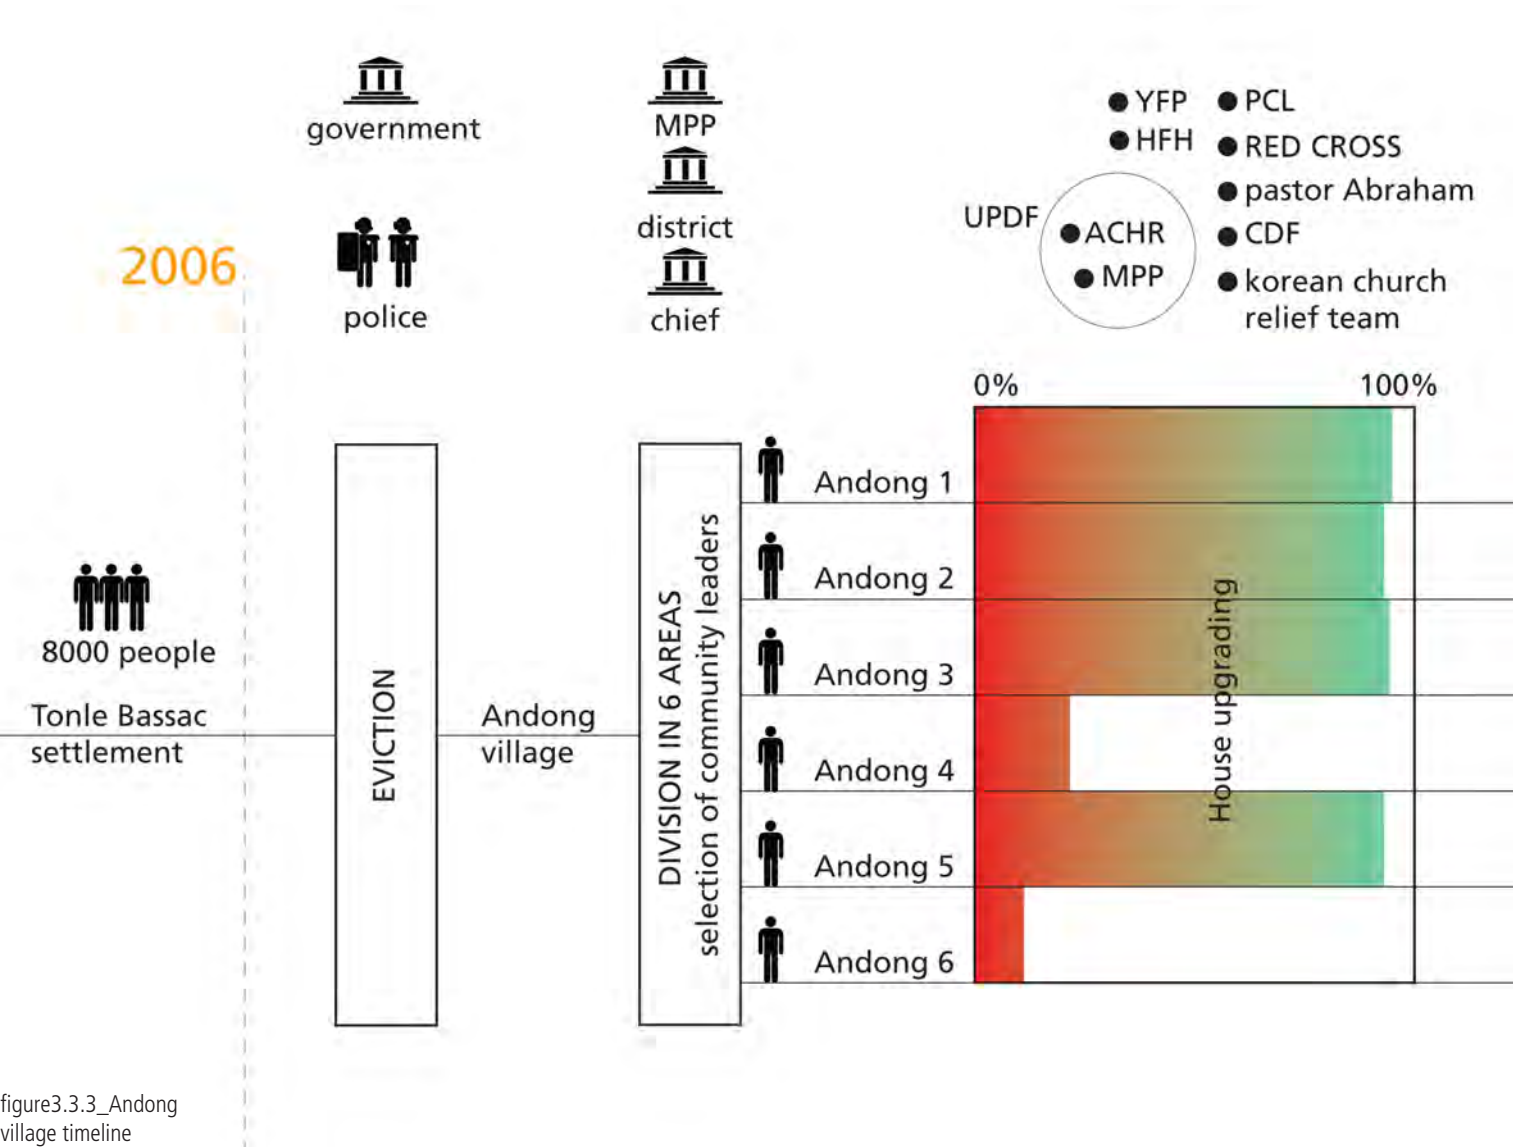 government
MPP
district
chief
police
2006
YFP
HFH
UPDF
ACHR
MPP
PCL
RED CROSS
pastor Abraham
CDF
korean church
relief team
0%
100%
8000 people
Tonle Bassac
settlement
EVICTION
Andong
village
DIVISION IN 6 AREAS
selection of community leaders
Andong 1
Andong 2
Andong 3
Andong 4
Andong 5
Andong 6
House upgrading
figure3.3.3_Andong
village timeline